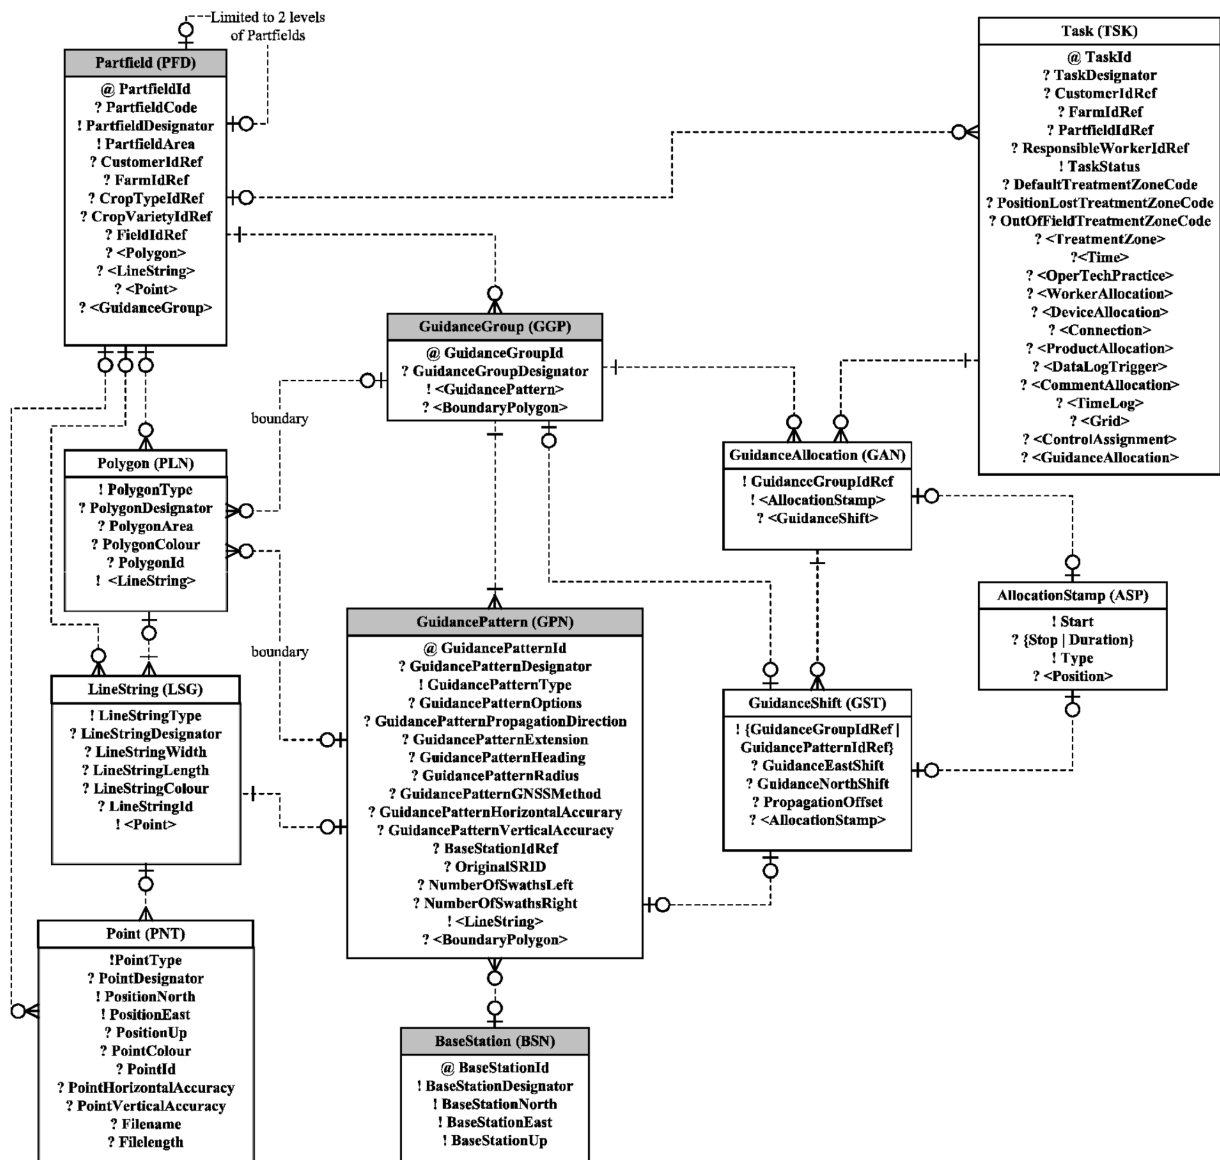 Limited to 2 levels
of Partfields
Partfield (PFD)
@ PartfieldId
? PartfieldCode
! PartfieldDesignator
! PartfieldArea
? CustomerIdRef
? FarmIdRef
? CropTypeIdRef
? CropVarietyIdRef
? FieldIdRef
? <Polygon>
? <LineString>
? <Point>
? <GuidanceGroup>
Task (TSK)
@ TaskId
? TaskDesignator
? CustomerIdRef
? FarmIdRef
? PartfieldIdRef
? ResponsibleWorkerIdRef
! TaskStatus
? DefaultTreatmentZoneCode
? PositionLostTreatmentZoneCode
? OutOfFieldTreatmentZoneCode
? <TreatmentZone>
?<Time>
? <OperTechPractice>
? <WorkerAllocation>
? <DeviceAllocation>
? <Connection>
? <ProductAllocation>
? <DataLogTrigger>
? <CommentAllocation>
? <TimeLog>
? <Grid>
? <ControlAssignment>
? <GuidanceAllocation>
GuidanceGroup (GGP)
@ GuidanceGroupId
? GuidanceGroupDesignator
! <GuidancePattern>
? <BoundaryPolygon>
boundary
Polygon (PLN)
! PolygonType
? PolygonDesignator
? PolygonArea
? PolygonColour
? PolygonId
! <LineString>
GuidanceAllocation (GAN)
! GuidanceGroupIdRef
! <AllocationStamp>
? <GuidanceShift>
AllocationStamp (ASP)
! Start
? {Stop | Duration}
! Type
? <Position>
boundary
GuidancePattern (GPN)
@ GuidancePatternId
? GuidancePatternDesignator
! GuidancePatternType
? GuidancePatternOptions
? GuidancePatternPropagationDirection
? GuidancePatternExtension
? GuidancePatternHeading
? GuidancePatternRadius
? GuidancePatternGNSSMethod
? GuidancePatternHorizontalAccurary
? GuidancePatternVerticalAccuracy
? BaseStationIdRef
? OriginalSRID
? NumberOfSwathsLeft
? NumberOfSwathsRight
! <LineString>
? <BoundaryPolygon>
LineString (LSG)
! LineStringType
? LineStringDesignator
? LineStringWidth
? LineStringLength
? LineStringColour
? LineStringId
! <Point>
GuidanceShift (GST)
! {GuidanceGroupIdRef |
GuidancePatternIdRef}
? GuidanceEastShift
? GuidanceNorthShift
? PropagationOffset
? <AllocationStamp>
Point (PNT)
!PointType
? PointDesignator
! PositionNorth
! PositionEast
? PositionUp
? PointColour
? PointId
? PointHorizontalAccuracy
? PointVerticalAccuracy
? Filename
? Filelength
BaseStation (BSN)
@ BaseStationId
! BaseStationDesignator
! BaseStationNorth
! BaseStationEast
! BaseStationUp